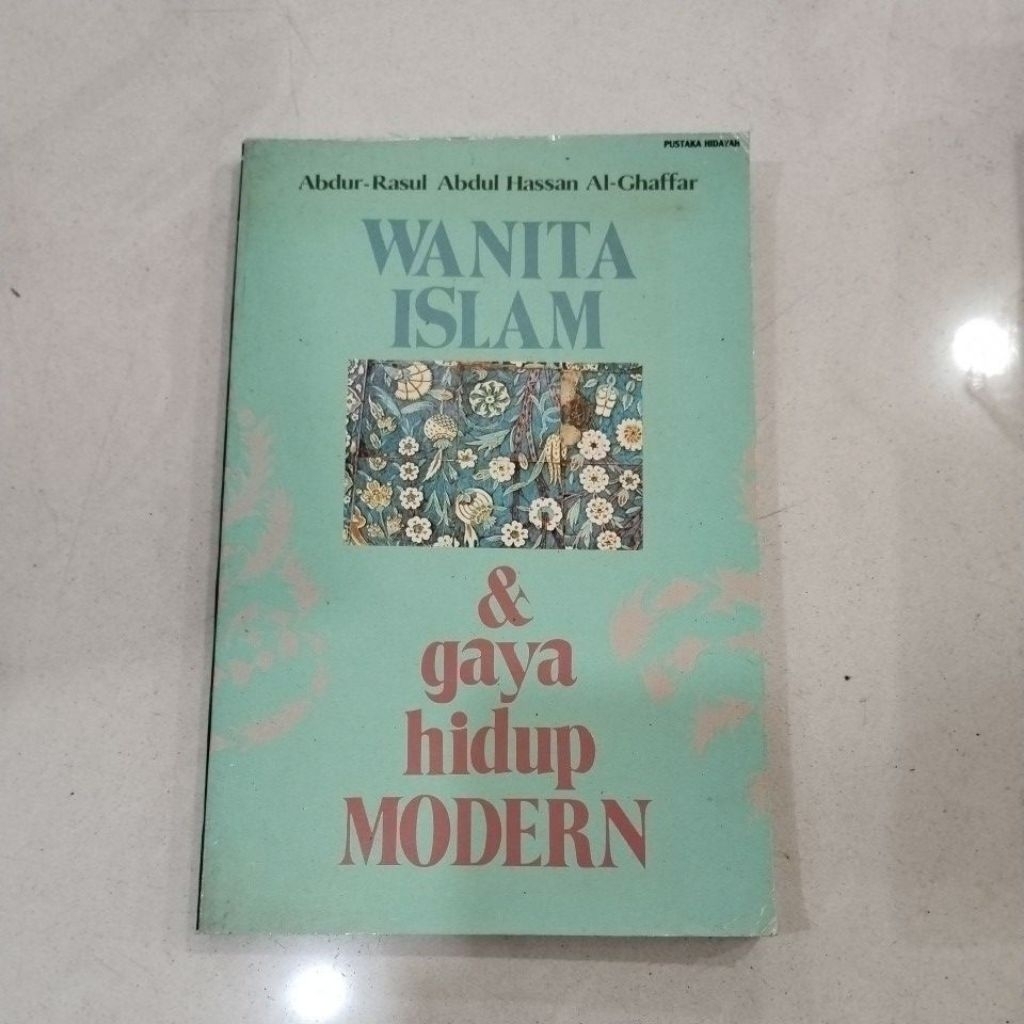 PUSTAKA HIDAYAH
Abdur-Rasul Abdul Hassan Al-Ghaffar
WANITA
ISLAM
&
gaya
hidup
MODERN